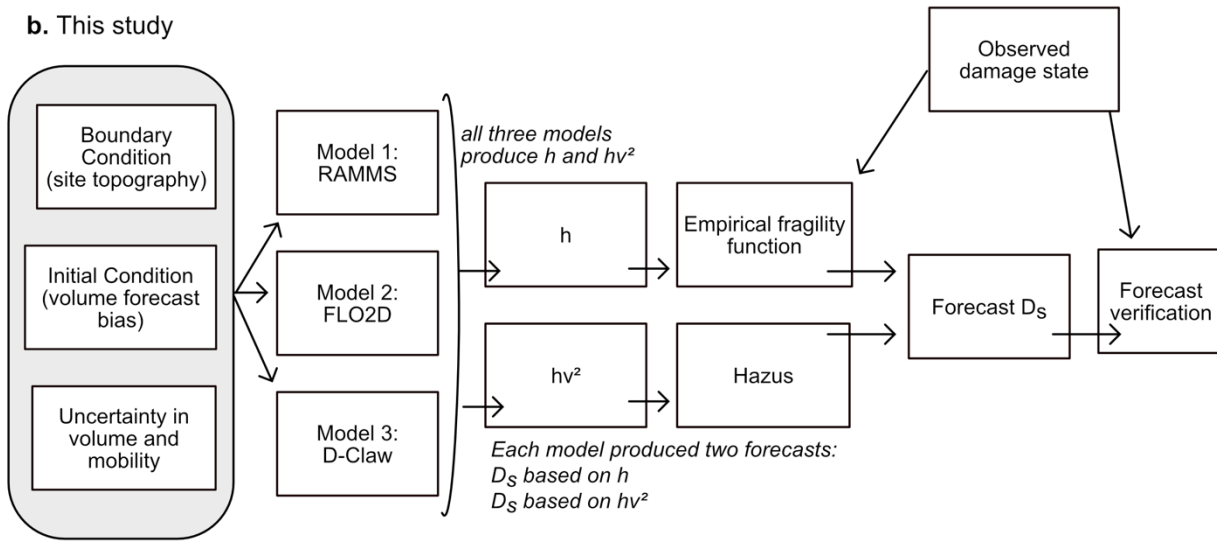 b. This study
Boundary
Condition
(site topography)
Initial Condition
(volume forecast
bias)
Uncertainty in
volume and
mobility
Model 1:
RAMMS
Model 2:
FLO2D
Model 3:
D-Claw
all three models
produce h and hv²
h
hv²
Each model produced two forecasts:
Ds based on h
Ds based on hv²
Empirical fragility
function
Hazus
Observed
damage state
Forecast Ds
Forecast
verification